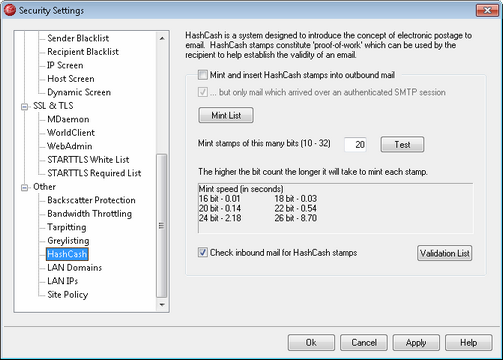 Security Settings
Sender Blacklist
Recipient Blacklist
IP Screen
Host Screen
Dynamic Screen
SSL & TLS
MDaemon
WorldClient
WebAdmin
STARTTLS White List
STARTTLS Required List
Other
Backscatter Protection
Bandwidth Throttling
Tarpitting
Greylisting
HashCash
LAN Domains
LAN IPs
Site Policy
HashCash is a system designed to introduce the concept of electronic postage to
email. HashCash stamps constitute 'proof-of-work' which can be used by the
recipient to help establish the validity of an email.
Mint and insert HashCash stamps into outbound mail
... but only mail which arrived over an authenticated SMTP session
Mint List
Mint stamps of this many bits (10 - 32) 20 Test
The higher the bit count the longer it will take to mint each stamp.
Mint speed (in seconds)
16 bit - 0.01 18 bit - 0.03
20 bit - 0.14 22 bit - 0.54
24 bit - 2.18 26 bit - 8.70
Check inbound mail for HashCash stamps Validation List
Ok Cancel Apply Help